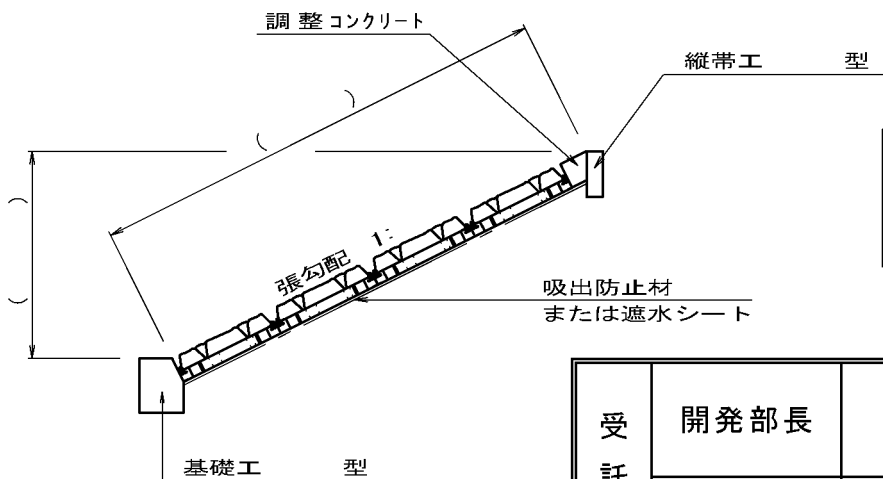 調整コンクリート
縦帯工 型
( )
( )
張勾配 1:
吸出防止材
または遮水シート
基礎工 型
開発部長
受託